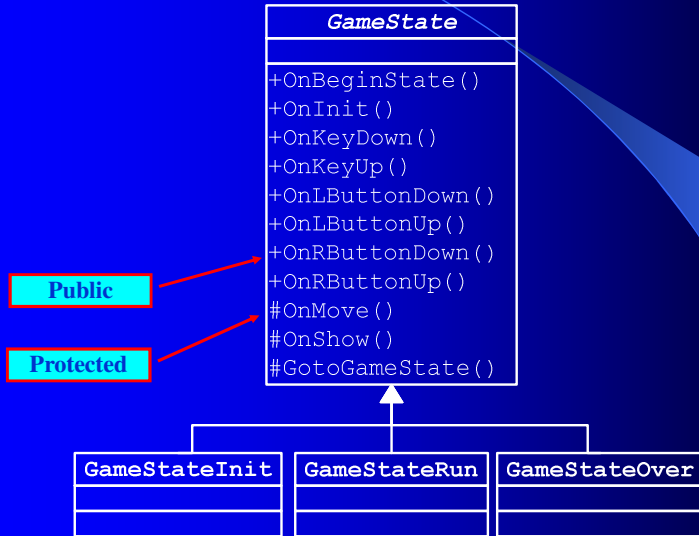 GameState
+OnBeginState()
+OnInit()
+OnKeyDown()
+OnKeyUp()
+OnLButtonDown()
+OnLButtonUp()
+OnRButtonDown()
+OnRButtonUp()
#OnMove()
#OnShow()
#GotoGameState()
Public
Protected
GameStateInit
GameStateRun
GameStateOver